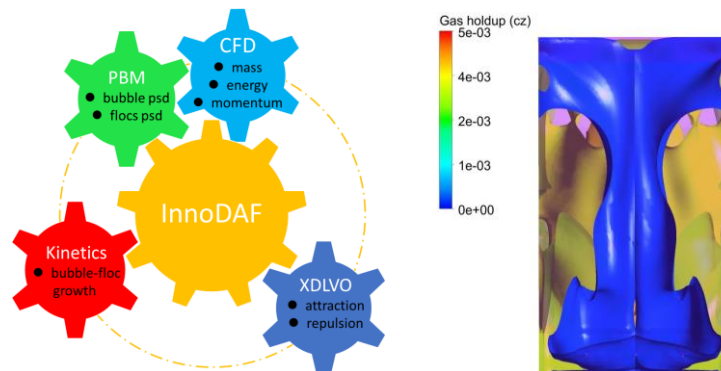 CFD
mass
energy
momentum
PBM
bubble psd
flocs psd
InnoDAF
Kinetics
bubble-floc
growth
XDLVO
attraction
repulsion
Gas holdup (cz)
5e-03
4e-03
2e-03
1e-03
0e+00